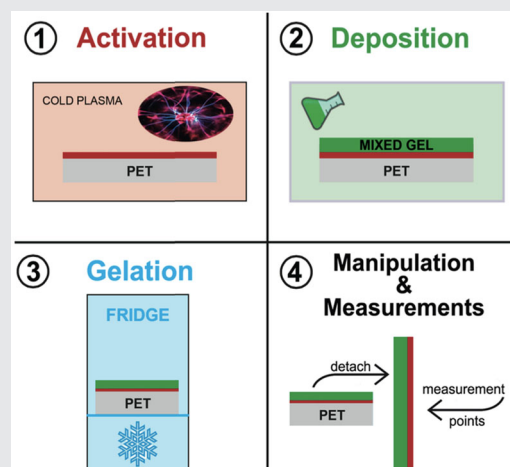 1 Activation
COLD PLASMA
PET
2 Deposition
MIXED GEL
PET
3 Gelation
FRIDGE
PET
4 Manipulation
&
Measurements
detach
PET
measurement
points